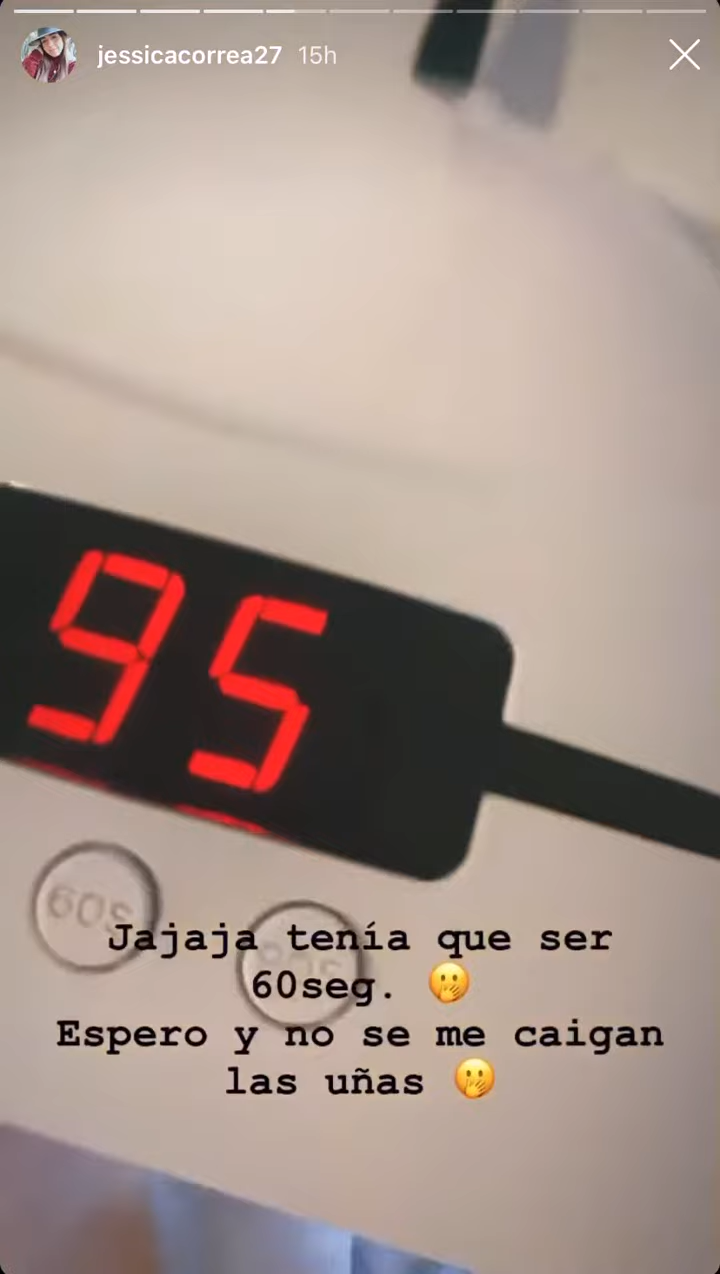 jessicacorrea27 15h
95
60S
Jajaja tenía que ser
60seg. 🤭
Espero y no se me caigan
las uñas 🤭